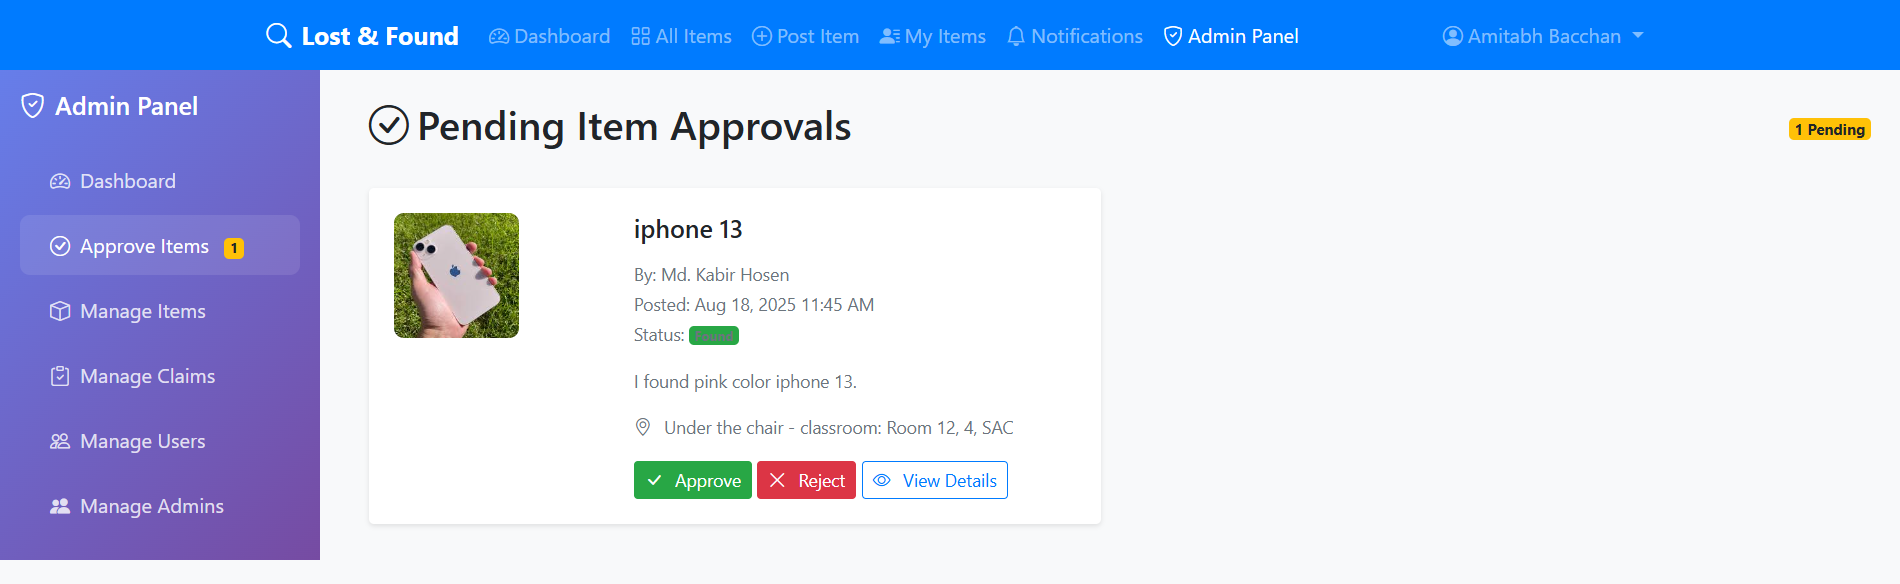 Lost & Found Dashboard All Items Post Item My Items Notifications Admin Panel Amitabh Bacchan
Admin Panel
Dashboard
Approve Items 1
Manage Items
Manage Claims
Manage Users
Manage Admins
Pending Item Approvals
1 Pending
iphone 13
By: Md. Kabir Hosen
Posted: Aug 18, 2025 11:45 AM
Status:
I found pink color iphone 13.
Under the chair - classroom: Room 12, 4, SAC
Approve Reject View Details